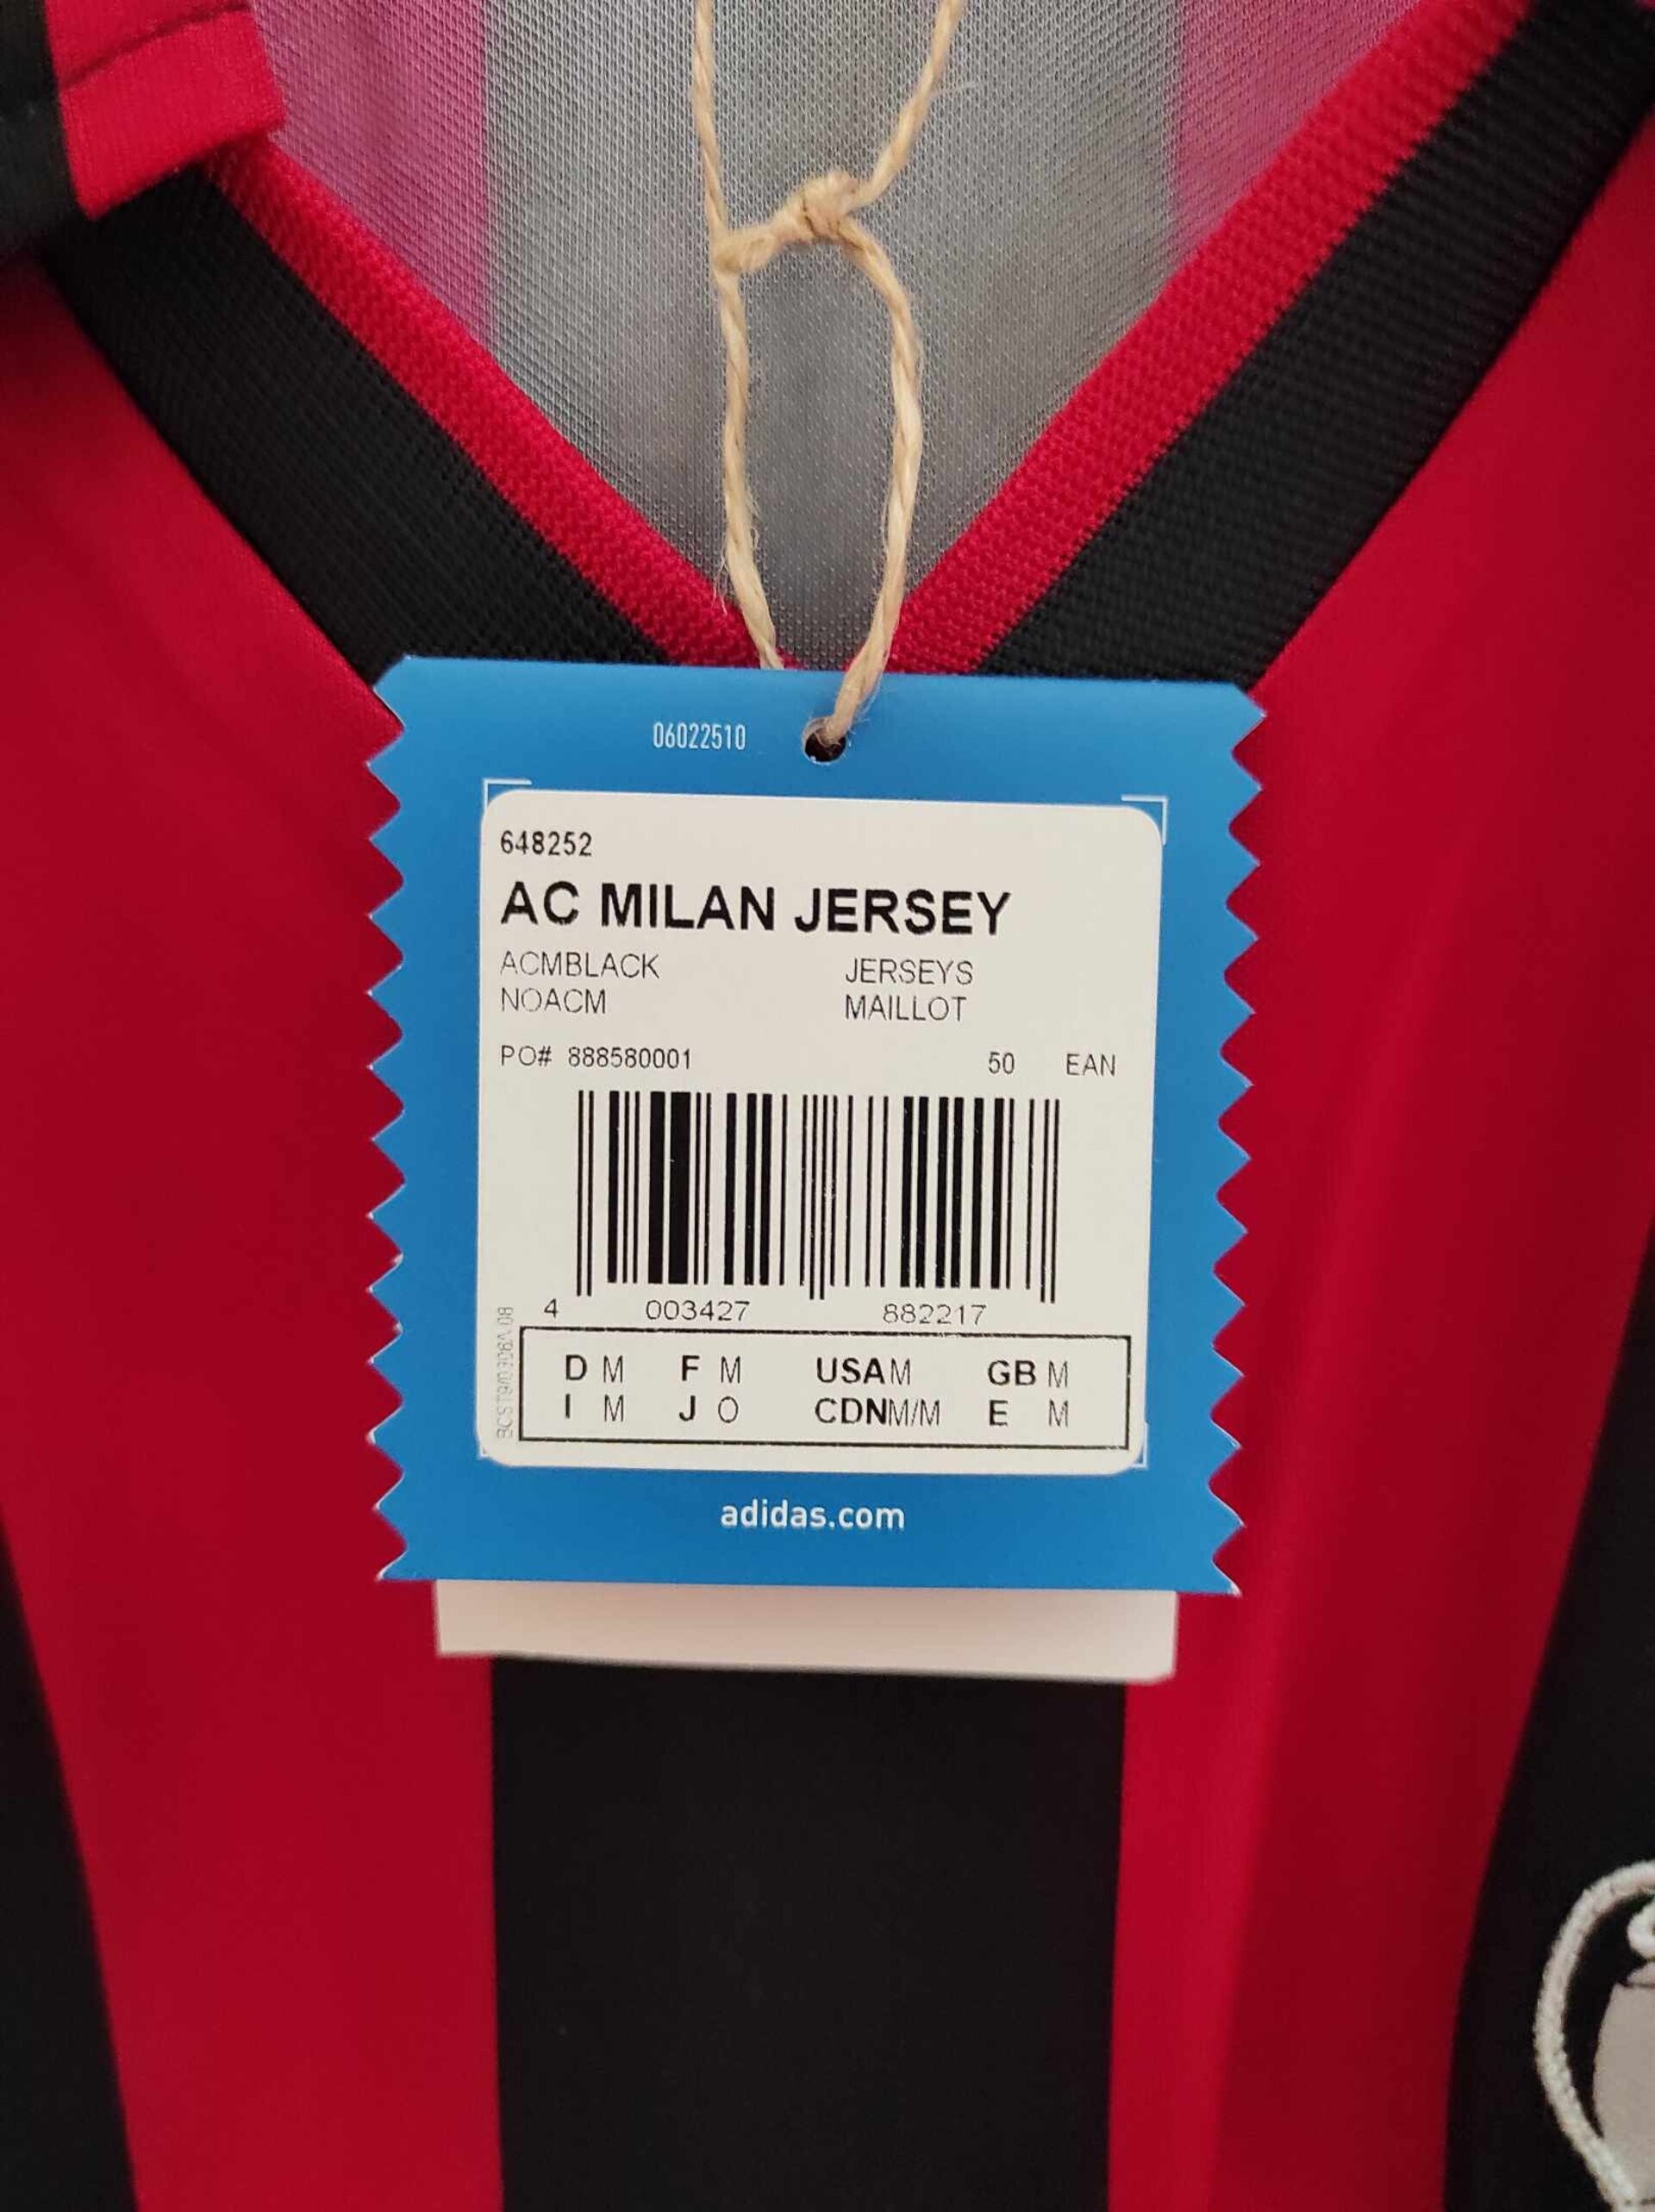 06022510
648252
AC MILAN JERSEY
ACMBLACK JERSEYS
NOACM MAILLOT
PO# 888580001 50 EAN
4 003427 882217
D M F M USA M GB M
I M J O CDN M/M E M
adidas.com